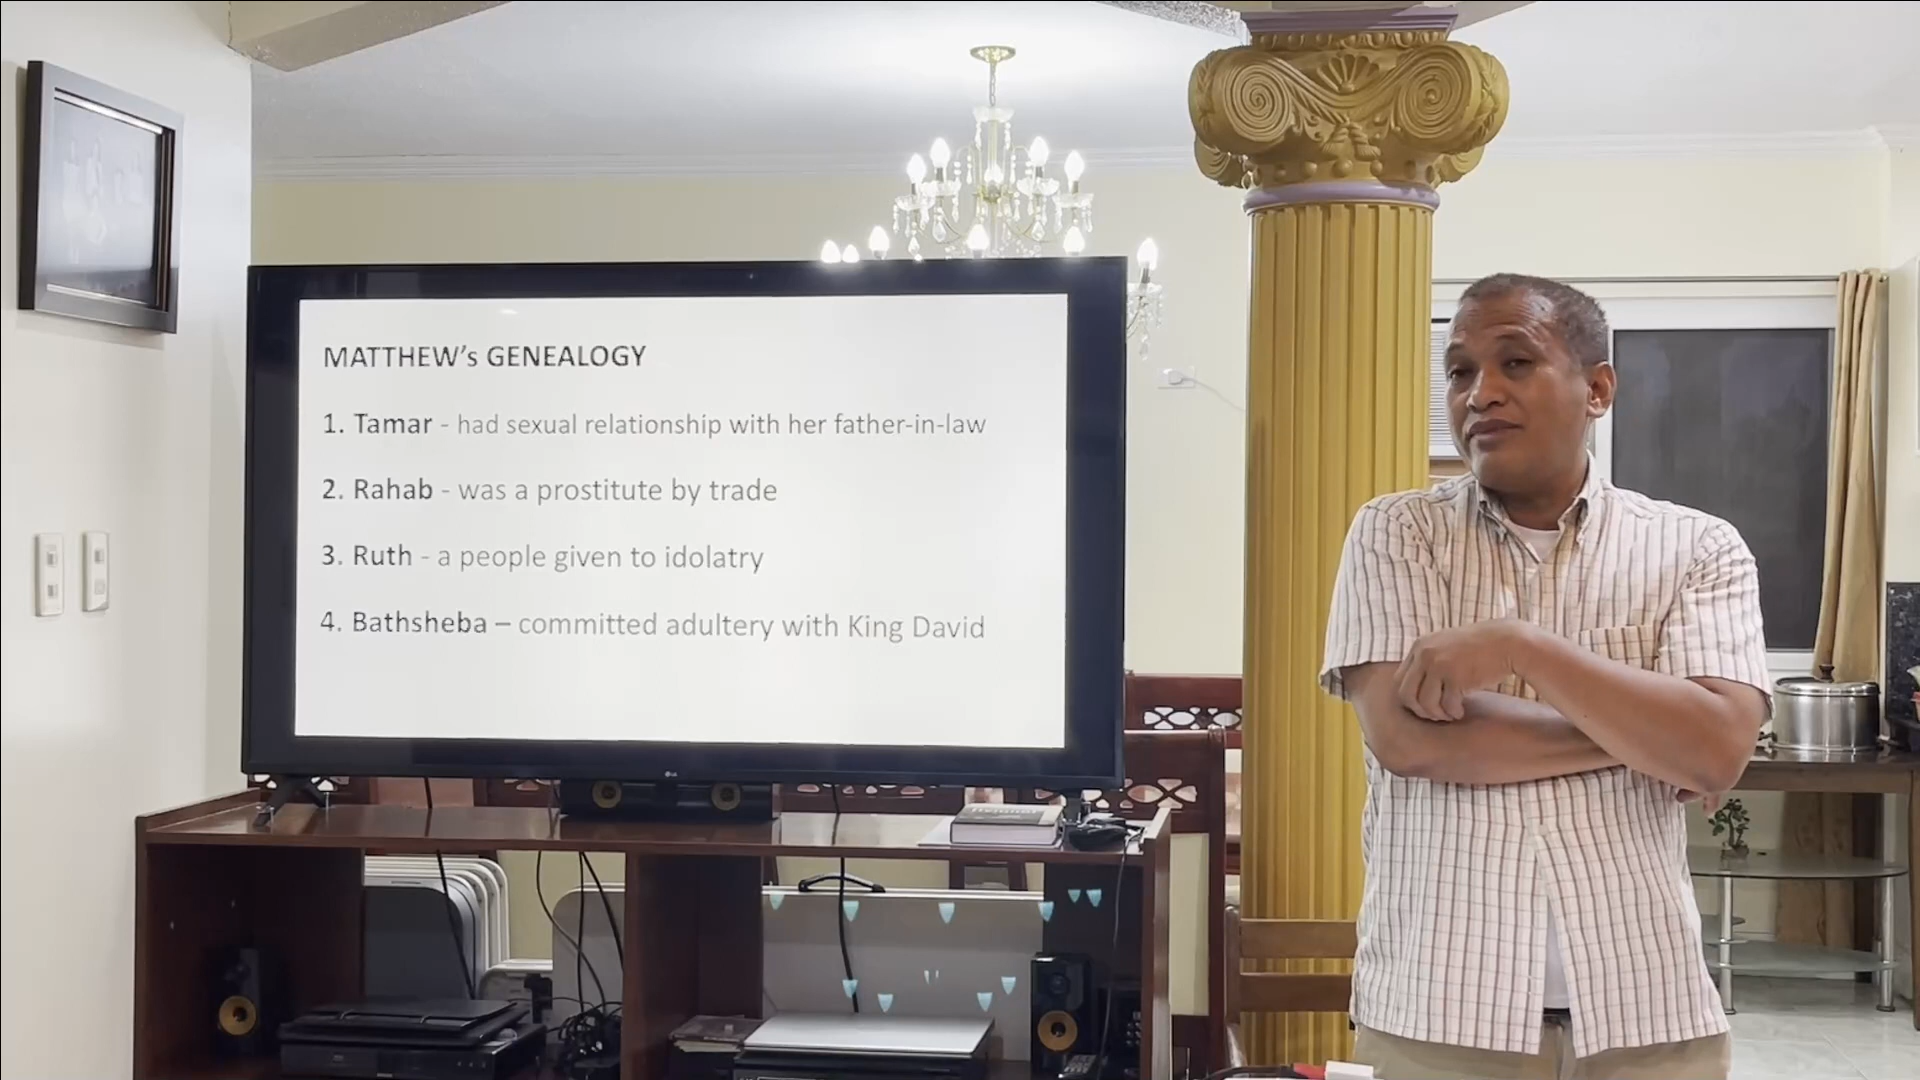 MATTHEW's GENEALOGY
1. Tamar - had sexual relationship with her father-in-law
2. Rahab - was a prostitute by trade
3. Ruth - a people given to idolatry
4. Bathsheba – committed adultery with King David
LG